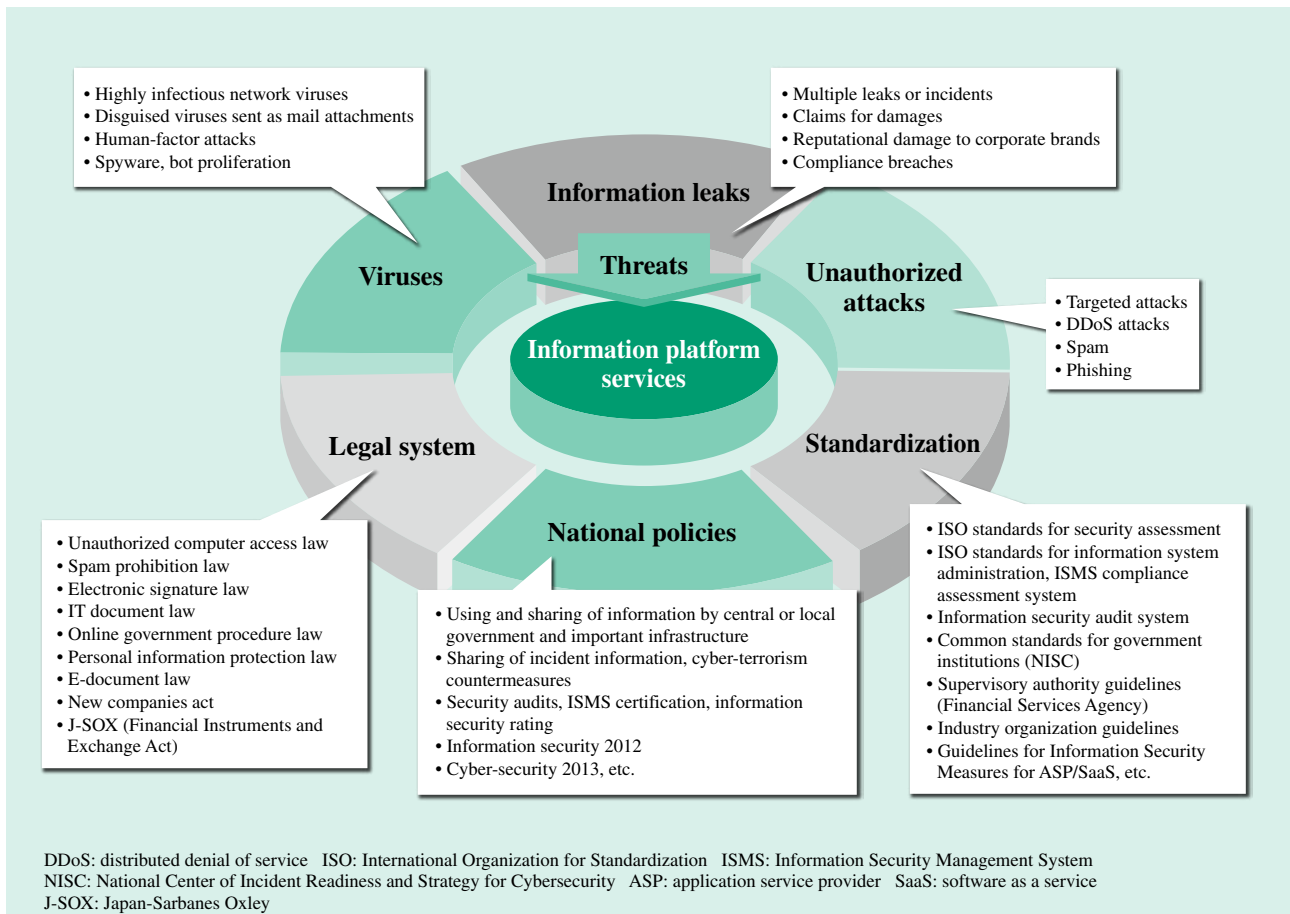 • Highly infectious network viruses
• Disguised viruses sent as mail attachments
• Human-factor attacks
• Spyware, bot proliferation
• Multiple leaks or incidents
• Claims for damages
• Reputational damage to corporate brands
• Compliance breaches
Information leaks
Threats
Viruses
Unauthorized
attacks
• Targeted attacks
• DDoS attacks
• Spam
• Phishing
Information platform
services
Legal system
Standardization
National policies
• Unauthorized computer access law
• Spam prohibition law
• Electronic signature law
• IT document law
• Online government procedure law
• Personal information protection law
• E-document law
• New companies act
• J-SOX (Financial Instruments and
Exchange Act)
• Using and sharing of information by central or local
government and important infrastructure
• Sharing of incident information, cyber-terrorism
countermeasures
• Security audits, ISMS certification, information
security rating
• Information security 2012
• Cyber-security 2013, etc.
• ISO standards for security assessment
• ISO standards for information system
administration, ISMS compliance
assessment system
• Information security audit system
• Common standards for government
institutions (NISC)
• Supervisory authority guidelines
(Financial Services Agency)
• Industry organization guidelines
• Guidelines for Information Security
Measures for ASP/SaaS, etc.
DDoS: distributed denial of service ISO: International Organization for Standardization ISMS: Information Security Management System
NISC: National Center of Incident Readiness and Strategy for Cybersecurity ASP: application service provider SaaS: software as a service
J-SOX: Japan-Sarbanes Oxley